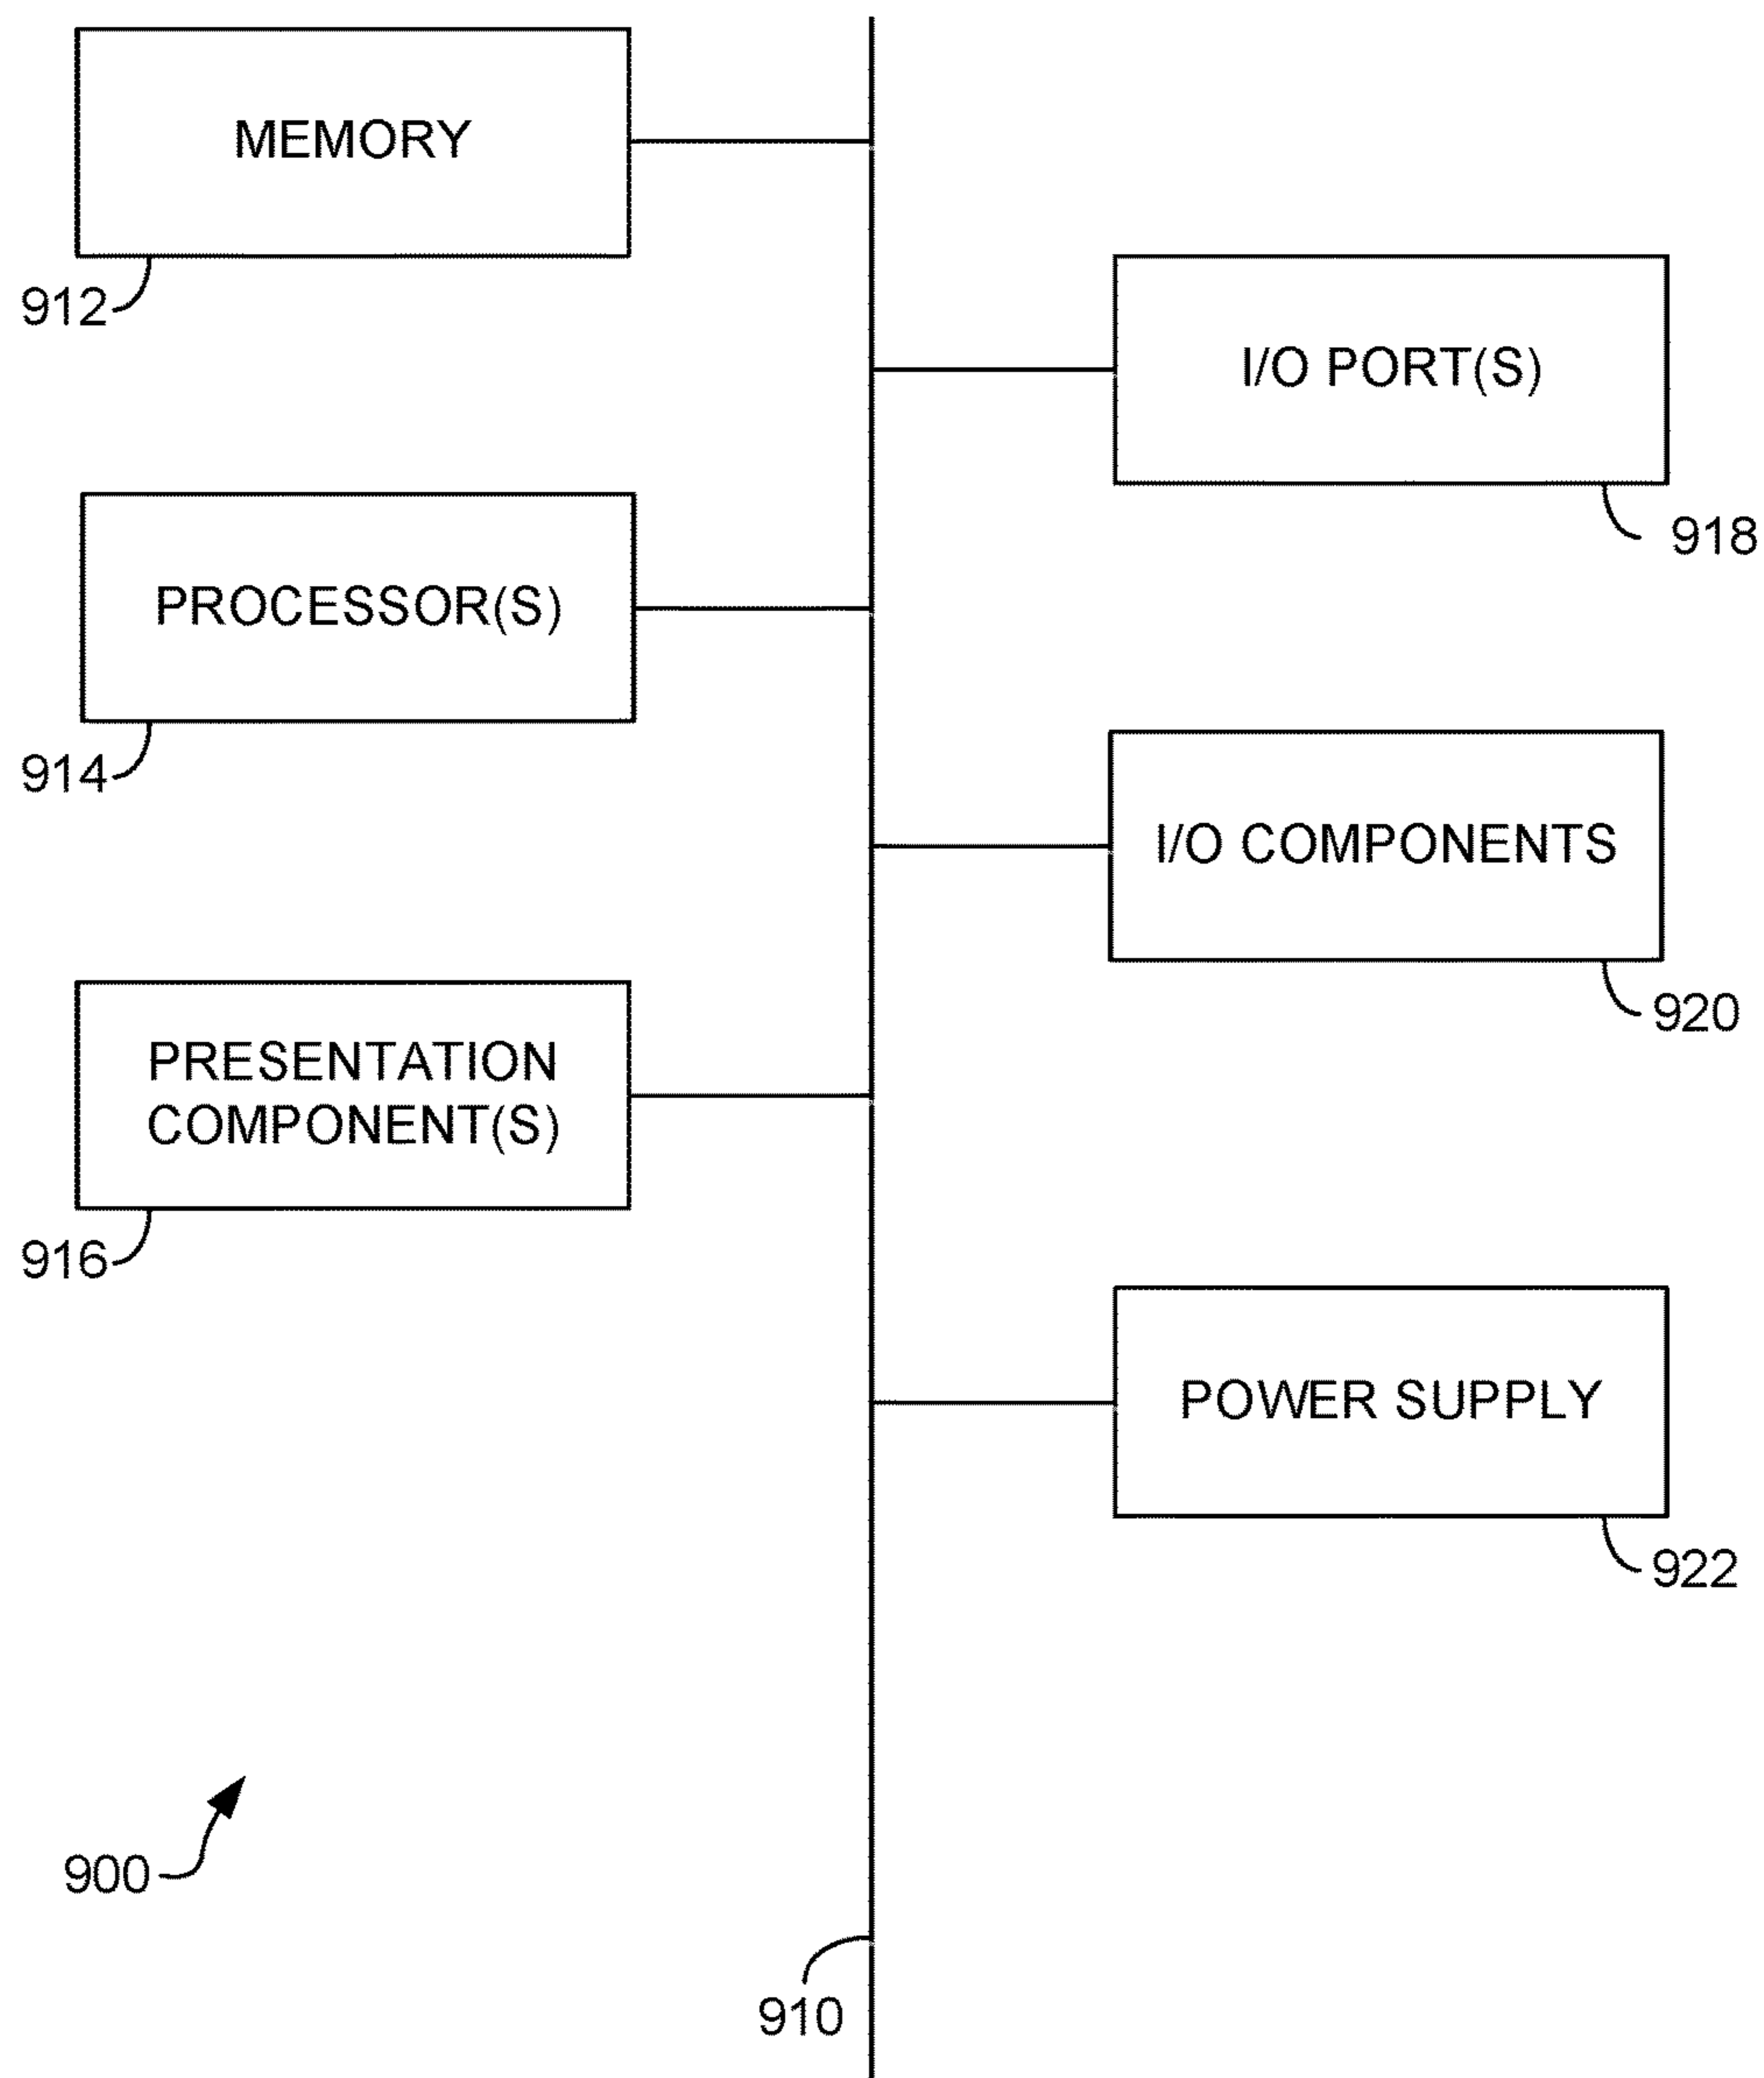 MEMORY
912
I/O PORT(S)
918
PROCESSOR(S)
914
I/O COMPONENTS
920
PRESENTATION
COMPONENT(S)
916
POWER SUPPLY
922
900
910